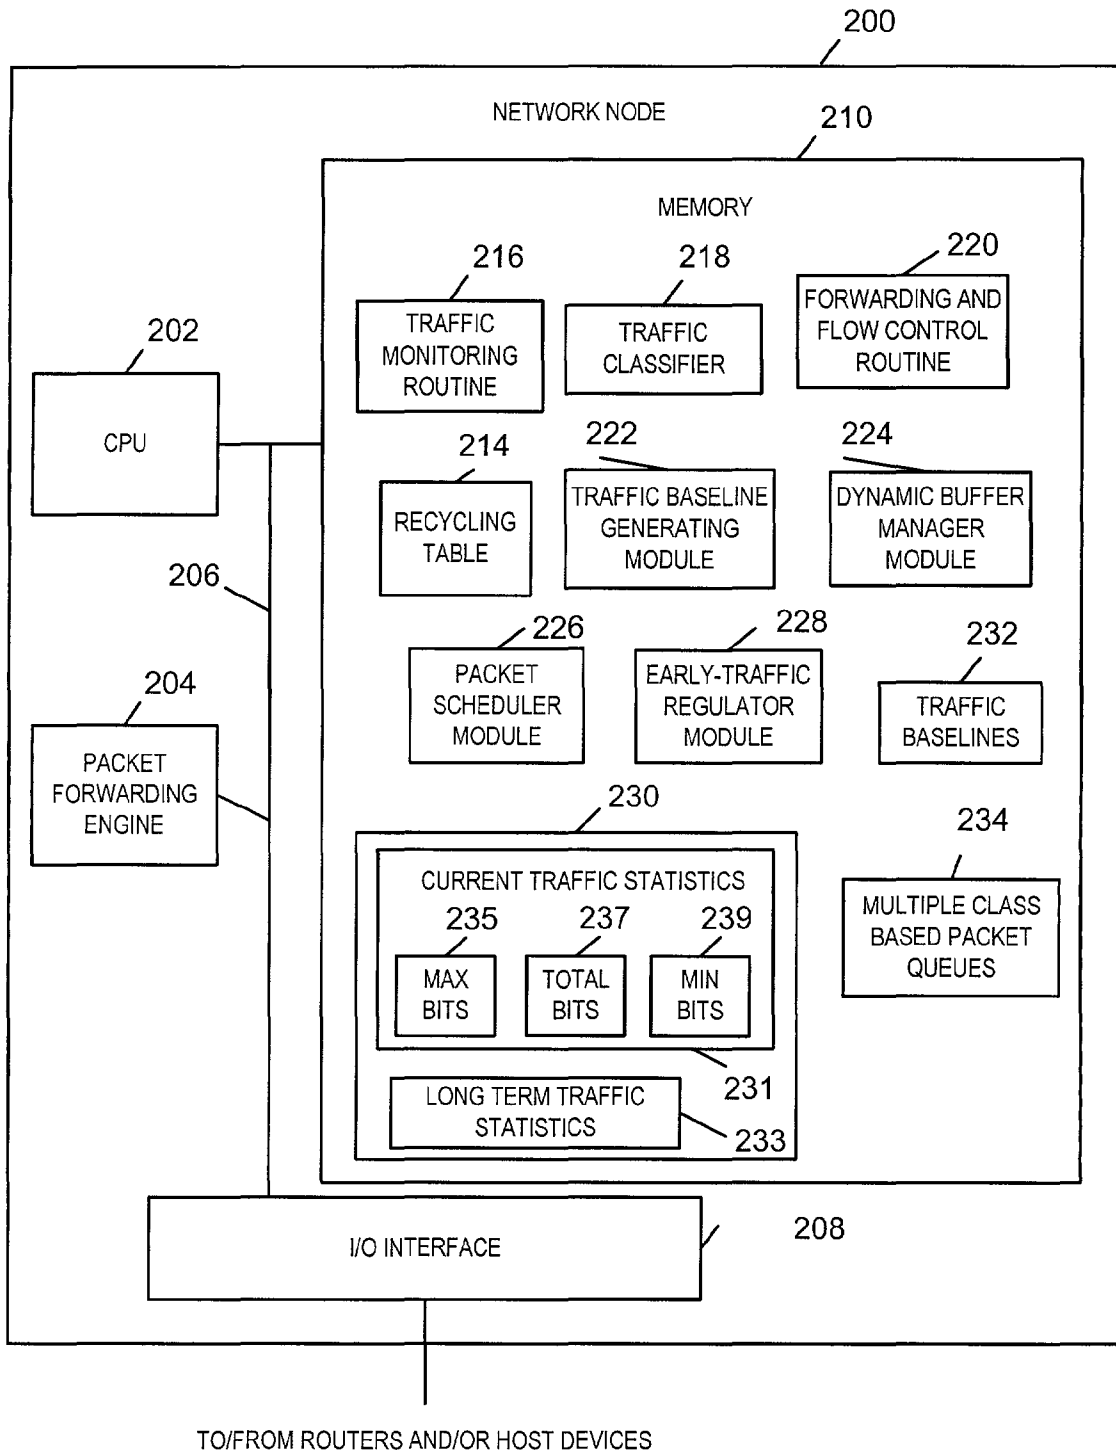 200
NETWORK NODE
210
MEMORY
216
TRAFFIC
MONITORING
ROUTINE
218
TRAFFIC
CLASSIFIER
220
FORWARDING AND
FLOW CONTROL
ROUTINE
202
CPU
214
RECYCLING
TABLE
222
TRAFFIC BASELINE
GENERATING
MODULE
224
DYNAMIC BUFFER
MANAGER
MODULE
206
204
PACKET
FORWARDING
ENGINE
226
PACKET
SCHEDULER
MODULE
228
EARLY-TRAFFIC
REGULATOR
MODULE
232
TRAFFIC
BASELINES
230
CURRENT TRAFFIC STATISTICS
235
MAX
BITS
237
TOTAL
BITS
239
MIN
BITS
231
LONG TERM TRAFFIC
STATISTICS
233
234
MULTIPLE CLASS
BASED PACKET
QUEUES
I/O INTERFACE
208
TO/FROM ROUTERS AND/OR HOST DEVICES